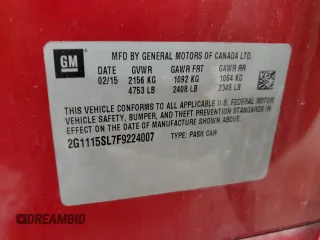 GM
MFD BY GENERAL MOTORS OF CANADA LTD.
DATE GVWR GAWR FRT GAWR RR
02/15 2156 KG 1092 KG 1064 KG
4753 LB 2408 LB 2345 LB
THIS VEHICLE CONFORMS TO ALL APPLICABLE U.S. FEDERAL MOTOR
VEHICLE SAFETY, BUMPER, AND THEFT PREVENTION STANDARDS
IN EFFECT ON THE DATE OF MANUFACTURE SHOWN ABOVE.
2G1115SL7F9224007 TYPE: PASS CAR
DREAMBID